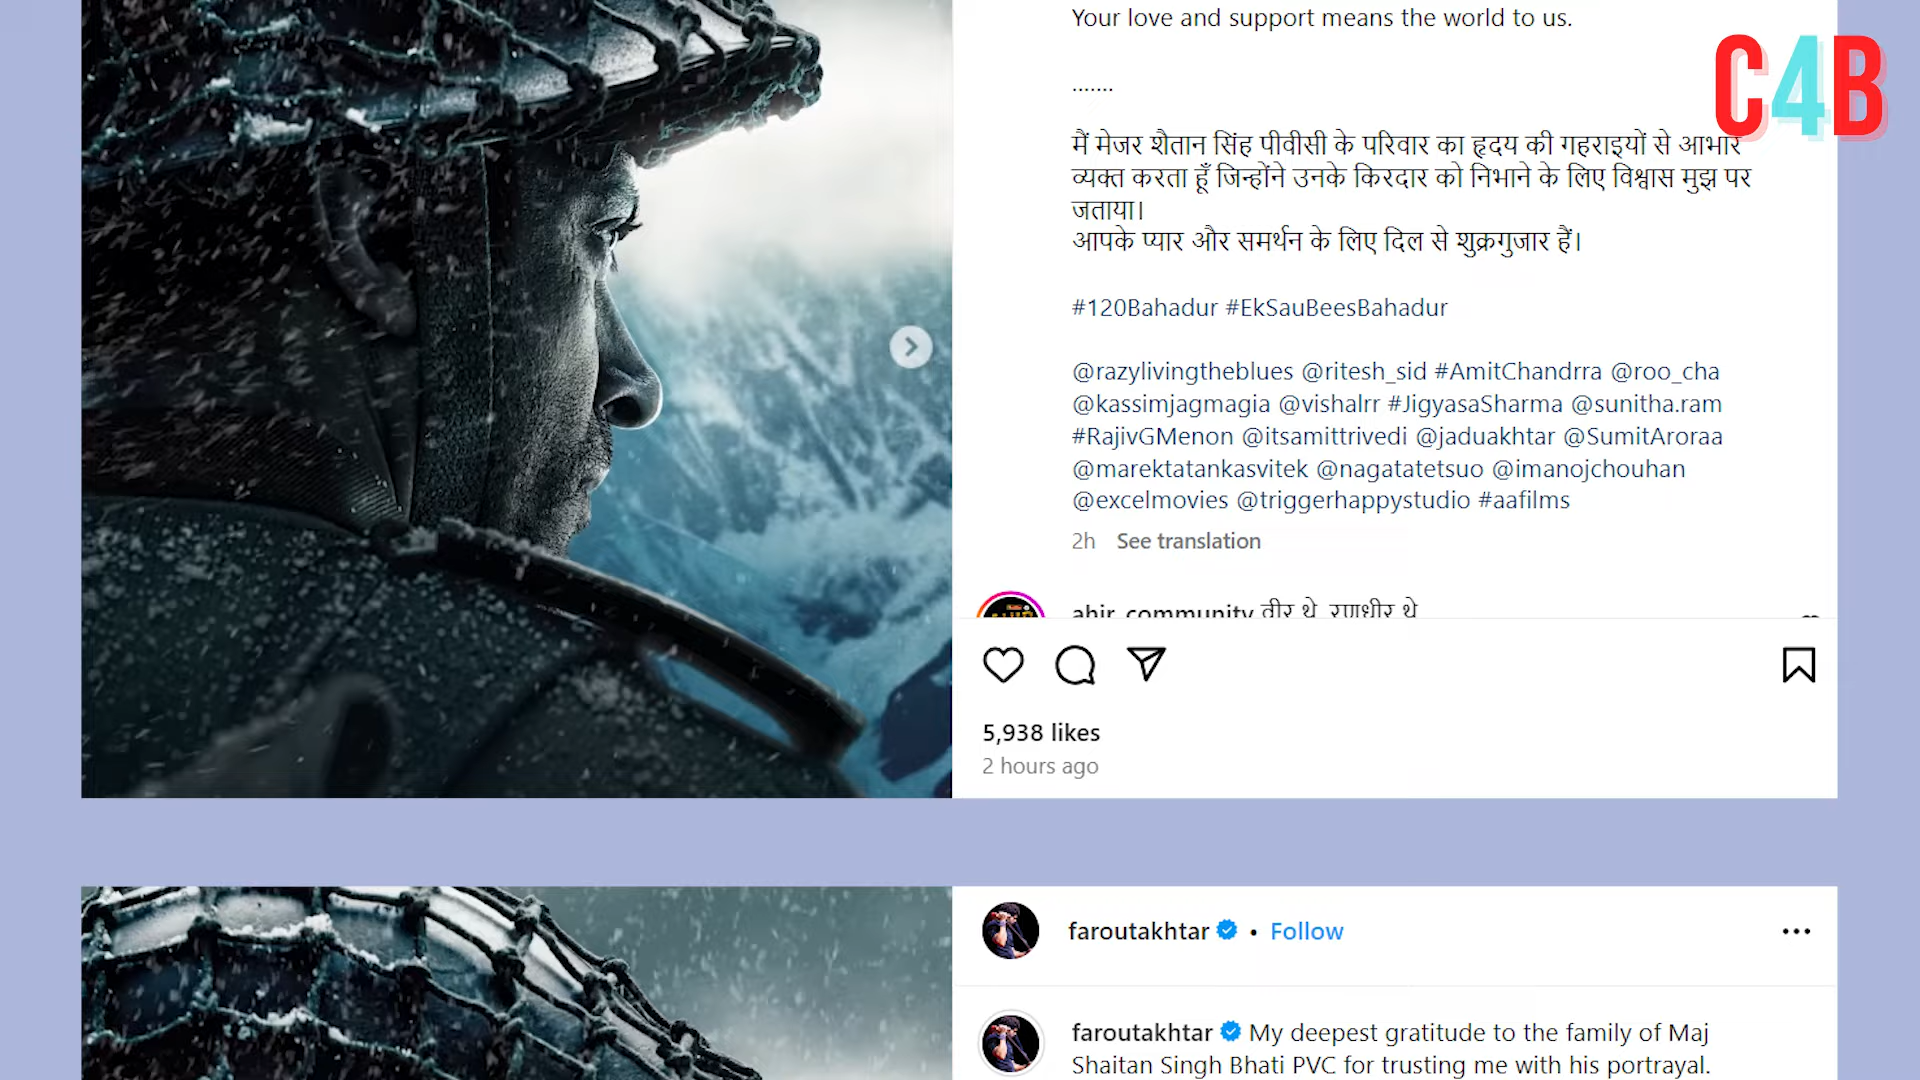 Your love and support means the world to us.
.......
मैं मेजर शैतान सिंह पीवीसी के परिवार का हृदय की गहराइयों से आभार
व्यक्त करता हूँ जिन्होंने उनके किरदार को निभाने के लिए विश्वास मुझ पर
जताया।
आपके प्यार और समर्थन के लिए दिल से शुक्रगुजार हैं।
#120Bahadur #EkSauBeesBahadur
@razylivingtheblues @ritesh_sid #AmitChandrra @roo_cha
@kassimjagmagia @vishalrr #JigyasaSharma @sunitha.ram
#RajivGMenon @itsamittrivedi @jaduakhtar @SumitAroraa
@marektatankasvitek @nagatatetsuo @imanojchouhan
@excelmovies @triggerhappystudio #aafilms
2h See translation
ahir_community वीर थे, रणधीर थे
5,938 likes
2 hours ago
faroutakhtar • Follow
faroutakhtar My deepest gratitude to the family of Maj
Shaitan Singh Bhati PVC for trusting me with his portrayal.
C4B